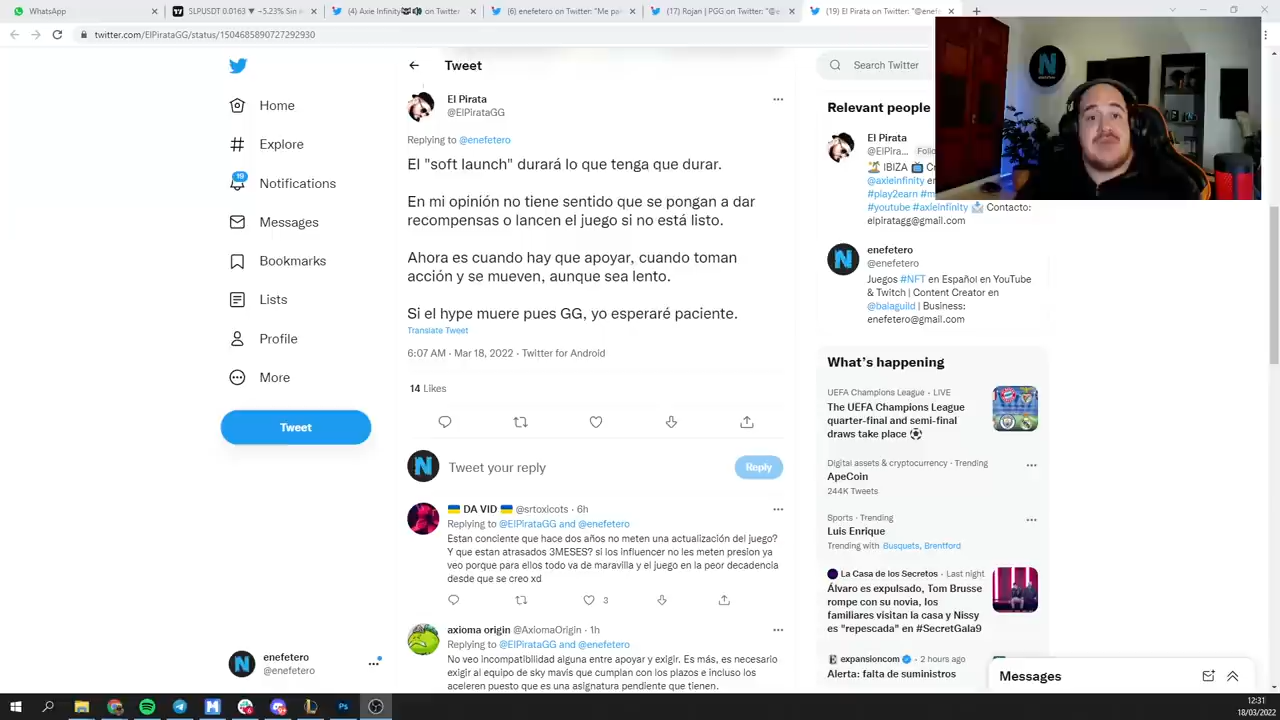 WhatsApp
SLPUSDT 0.0163 ▼ −5.23% Sin
(4) Axie Infinity on Twitter
(6) enefetero on Twitter: "Me pa
(17) Rojan | PGG on Twitter: "@e
(19) El Pirata on Twitter: "@enef
twitter.com/ElPirataGG/status/1504685890727292930
Home
Explore
19
Notifications
Messages
Bookmarks
Lists
Profile
More
Tweet
enefetero
@enefetero
Tweet
El Pirata
@ElPirataGG
Replying to @enefetero
El "soft launch" durará lo que tenga que durar.
En mi opinión no tiene sentido que se pongan a dar
recompensas o lancen el juego si no está listo.
Ahora es cuando hay que apoyar, cuando toman
acción y se mueven, aunque sea lento.
Si el hype muere pues GG, yo esperaré paciente.
Translate Tweet
6:07 AM · Mar 18, 2022 · Twitter for Android
14 Likes
Tweet your reply
Reply
DA VID @srtoxicots · 6h
Replying to @ElPirataGG and @enefetero
Estan conciente que hace dos años no meten una actualización del juego?
Y que estan atrasados 3MESES? si los influencer no les meten presion ya
veo porque para ellos todo va de maravilla y el juego en la peor decadencia
desde que se creo xd
3
axioma origin @AxiomaOrigin · 1h
Replying to @ElPirataGG and @enefetero
No veo incompatibilidad alguna entre apoyar y exigir. Es más, es necesario
exigir al equipo de sky mavis que cumplan con los plazos e incluso los
aceleren puesto que es una asignatura pendiente que tienen.
Search Twitter
Relevant people
El Pirata
@ElPira... Follo
IBIZA
@axieinfinity
#play2earn
#youtube #axieinfinity Contacto:
elpiratagg@gmail.com
enefetero
@enefetero
Juegos #NFT en Español en YouTube
& Twitch | Content Creator en
@balaguild | Business:
enefetero@gmail.com
What's happening
UEFA Champions League · LIVE
The UEFA Champions League
quarter-final and semi-final
draws take place
Digital assets & cryptocurrency · Trending
ApeCoin
244K Tweets
Sports · Trending
Luis Enrique
Trending with Busquets, Brentford
La Casa de los Secretos · Last night
Álvaro es expulsado, Tom Brusse
rompe con su novia, los
familiares visitan la casa y Nissy
es "repescada" en #SecretGala9
expansioncom · 2 hours ago
Alerta: falta de suministros
Messages
12:31
18/03/2022